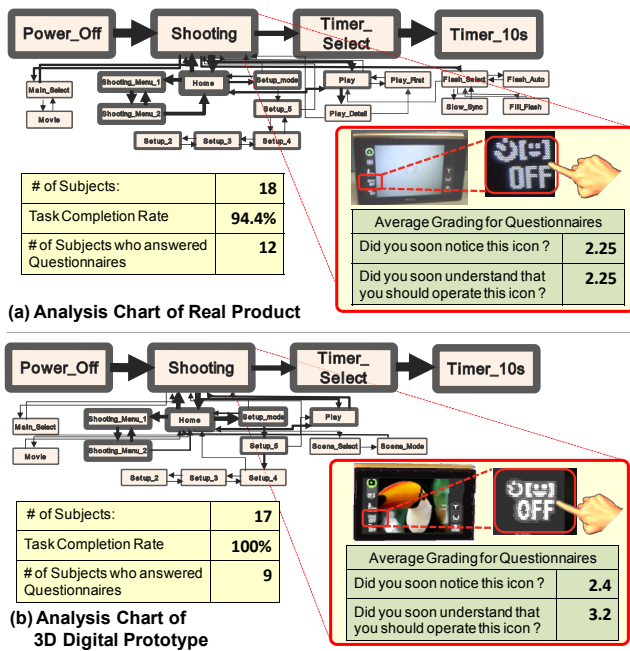 Power_Off
Shooting
Timer_
Select
Timer_10s
Main_Select
Movie
Shooting_Menu_1
Shooting_Menu_2
Home
Setup_mode
Setup_5
Setup_2
Setup_3
Setup_4
Play
Play_First
Play_Detail
Flash_Select
Flash_Auto
Slow_Sync
Fill_Flash
OFF
# of Subjects:
18
Task Completion Rate
94.4%
# of Subjects who answered
Questionnaires
12
Average Grading for Questionnaires
Did you soon notice this icon ?
2.25
Did you soon understand that
you should operate this icon ?
2.25
(a) Analysis Chart of Real Product
Power_Off
Shooting
Timer_
Select
Timer_10s
Main_Select
Movie
Shooting_Menu_1
Shooting_Menu_2
Home
Setup_mode
Setup_5
Setup_2
Setup_3
Setup_4
Play
Scene_Select
Scene_Mode
OFF
# of Subjects:
17
Task Completion Rate
100%
# of Subjects who answered
Questionnaires
9
Average Grading for Questionnaires
Did you soon notice this icon ?
2.4
Did you soon understand that
you should operate this icon ?
3.2
(b) Analysis Chart of
3D Digital Prototype